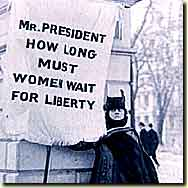 MR. PRESIDENT
HOW LONG
MUST
WOMEN WAIT
FOR LIBERTY